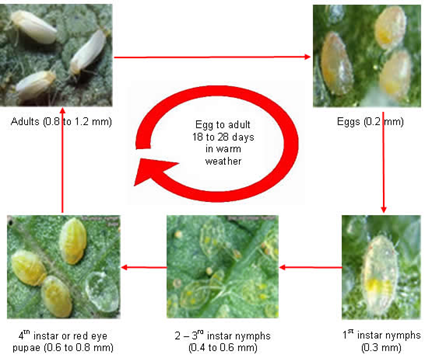 Adults (0.8 to 1.2 mm)
Eggs (0.2 mm)
Egg to adult
18 to 28 days
in warm
weather
4th instar or red eye
pupae (0.6 to 0.8 mm)
2 – 3rd instar nymphs
(0.4 to 0.6 mm)
1st instar nymphs
(0.3 mm)